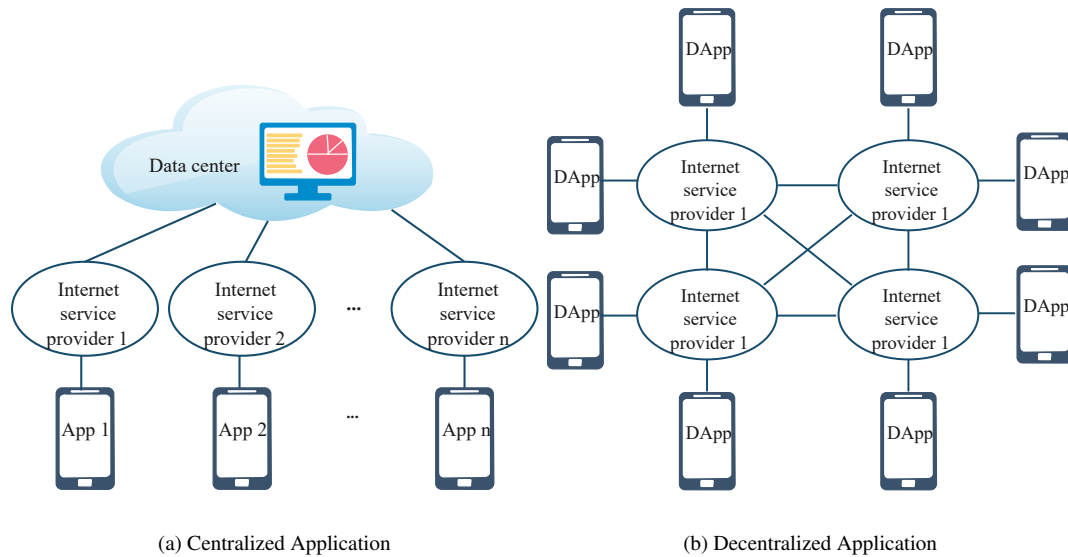 Data center
Internet
service
provider 1
Internet
service
provider 2
...
Internet
service
provider n
App 1
App 2
...
App n
(a) Centralized Application
DApp
DApp
DApp
Internet
service
provider 1
Internet
service
provider 1
DApp
DApp
Internet
service
provider 1
Internet
service
provider 1
DApp
DApp
DApp
(b) Decentralized Application